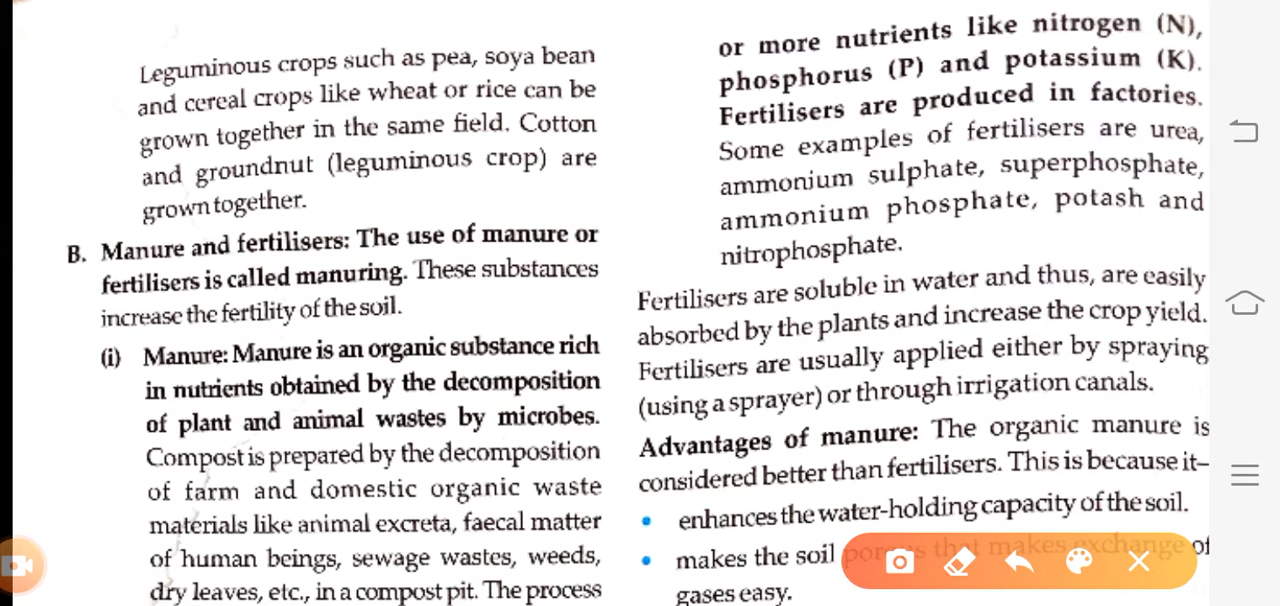 Leguminous crops such as pea, soya bean
and cereal crops like wheat or rice can be
grown together in the same field. Cotton
and groundnut (leguminous crop) are
grown together.
B. Manure and fertilisers: The use of manure or
fertilisers is called manuring. These substances
increase the fertility of the soil.
(i) Manure: Manure is an organic substance rich
in nutrients obtained by the decomposition
of plant and animal wastes by microbes.
Compost is prepared by the decomposition
of farm and domestic organic waste
materials like animal excreta, faecal matter
of human beings, sewage wastes, weeds,
dry leaves, etc., in a compost pit. The process
or more nutrients like nitrogen (N),
phosphorus (P) and potassium (K).
Fertilisers are produced in factories.
Some examples of fertilisers are urea,
ammonium sulphate, superphosphate,
ammonium phosphate, potash and
nitrophosphate.
Fertilisers are soluble in water and thus, are easily
absorbed by the plants and increase the crop yield.
Fertilisers are usually applied either by spraying
(using a sprayer) or through irrigation canals.
Advantages of manure: The organic manure is
considered better than fertilisers. This is because it–
• enhances the water-holding capacity of the soil.
• makes the soil porous that makes exchange of
gases easy.